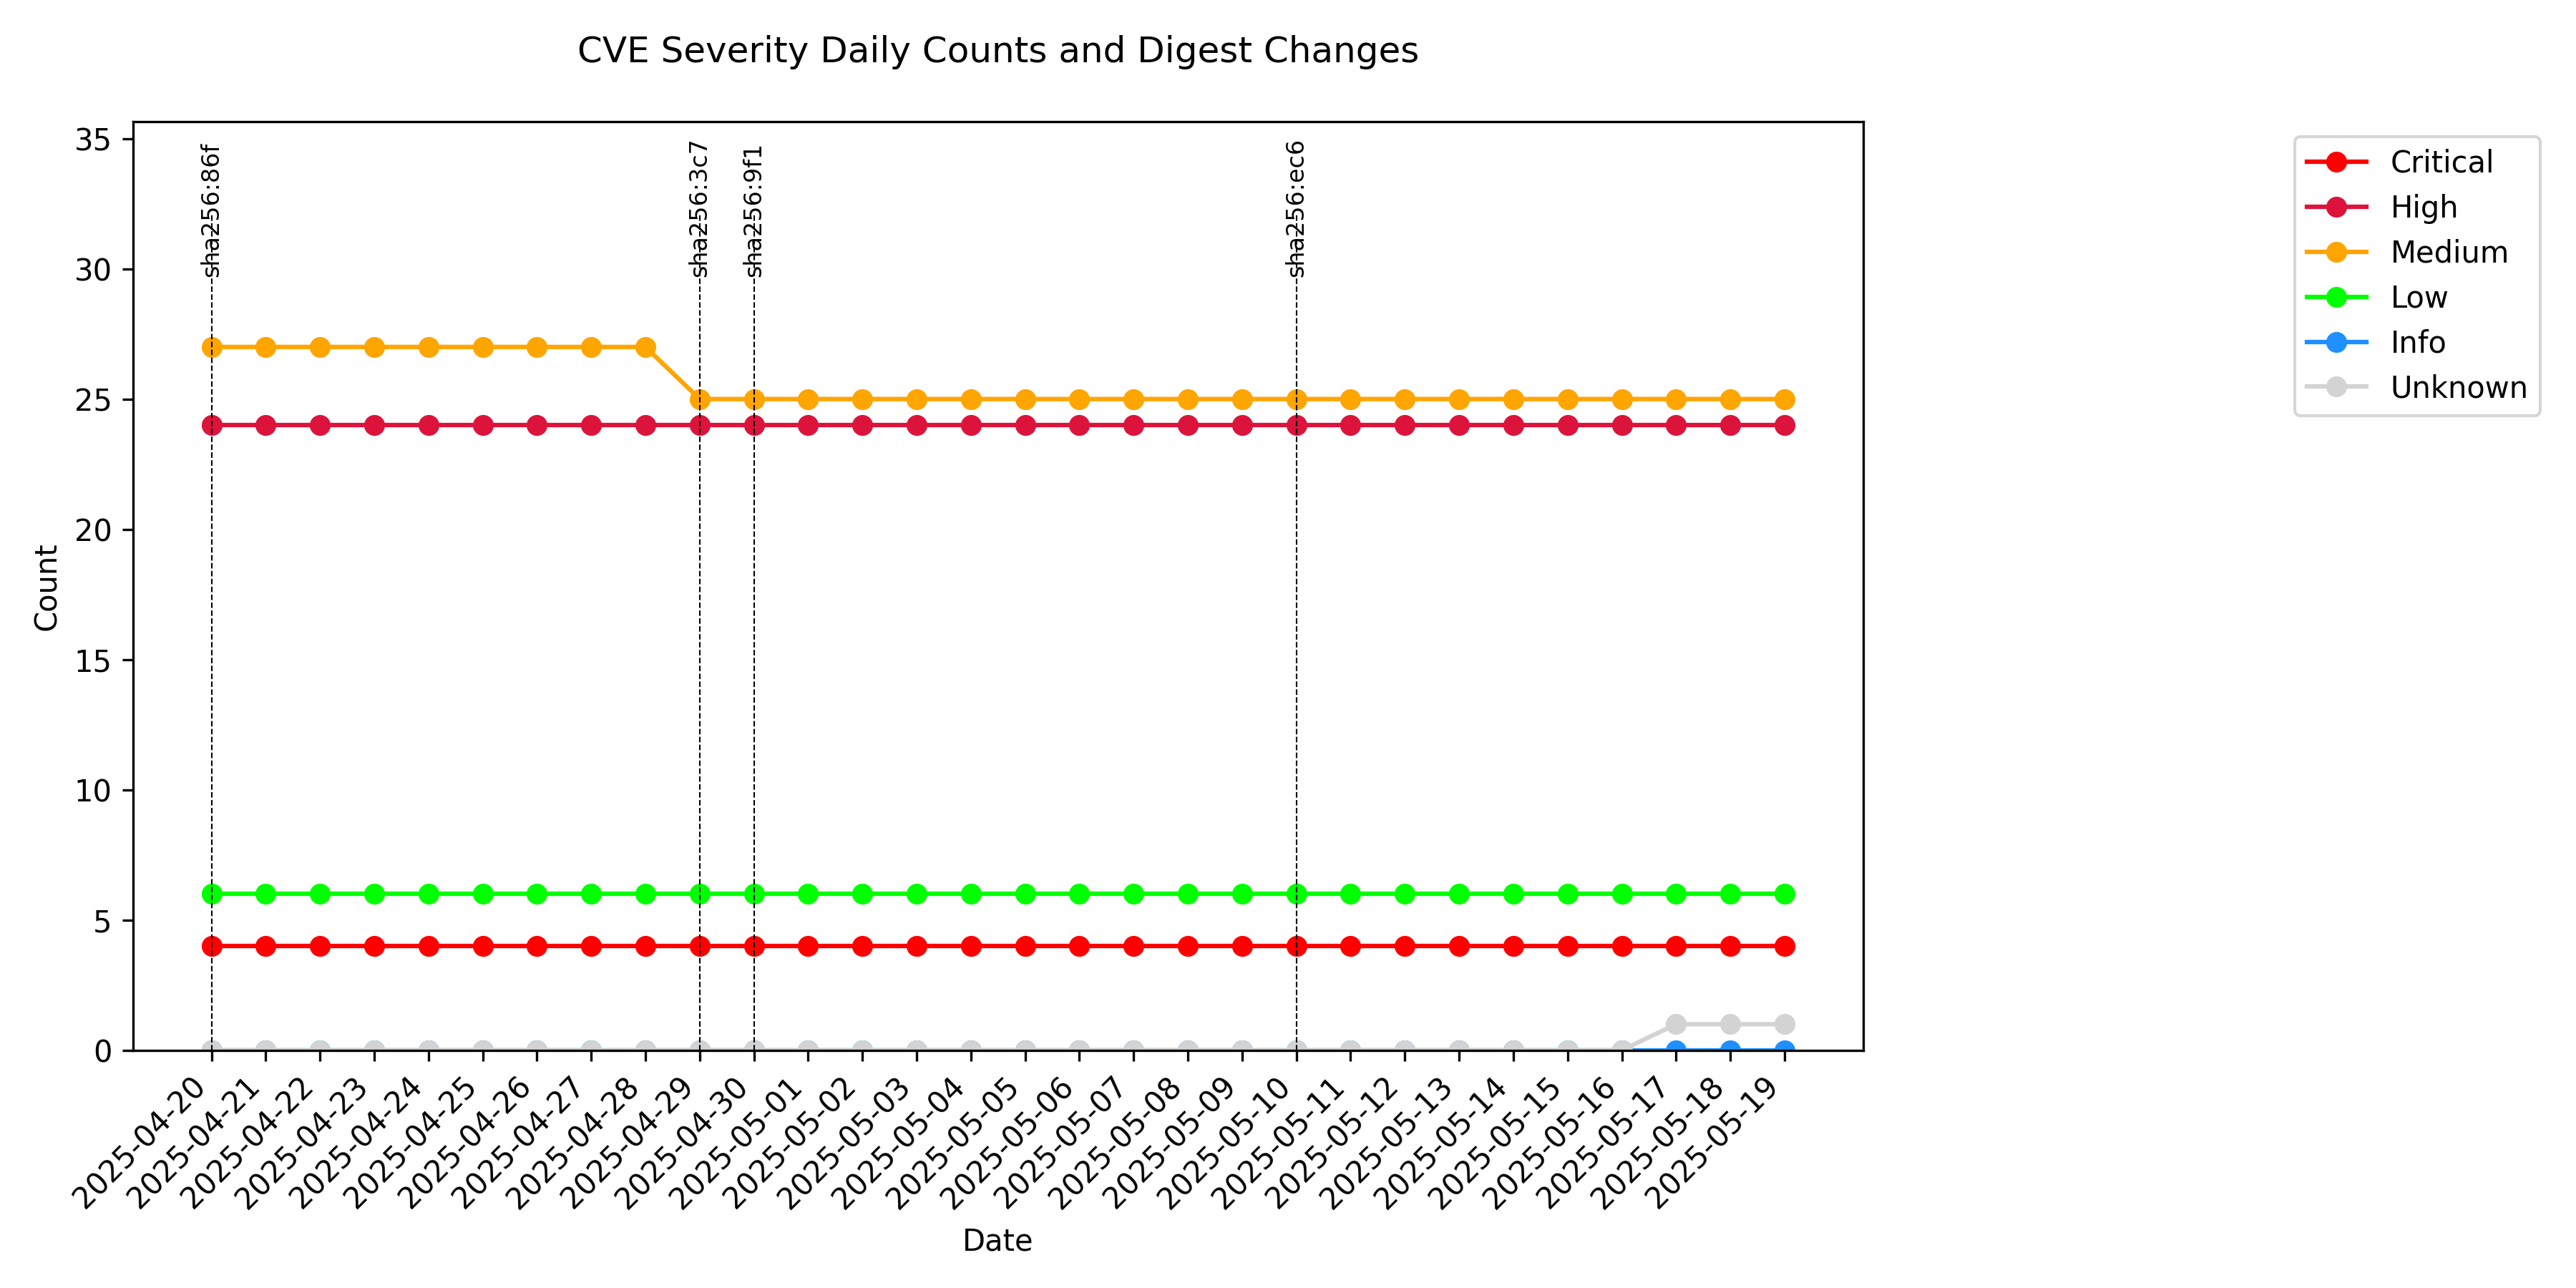 CVE Severity Daily Counts and Digest Changes
35
30
25
20
15
10
5
0
Count
sha256:86f
sha256:3c7
sha256:9f1
sha256:ec6
Critical
High
Medium
Low
Info
Unknown
2025-04-20
2025-04-21
2025-04-22
2025-04-23
2025-04-24
2025-04-25
2025-04-26
2025-04-27
2025-04-28
2025-04-29
2025-04-30
2025-05-01
2025-05-02
2025-05-03
2025-05-04
2025-05-05
2025-05-06
2025-05-07
2025-05-08
2025-05-09
2025-05-10
2025-05-11
2025-05-12
2025-05-13
2025-05-14
2025-05-15
2025-05-16
2025-05-17
2025-05-18
2025-05-19
Date